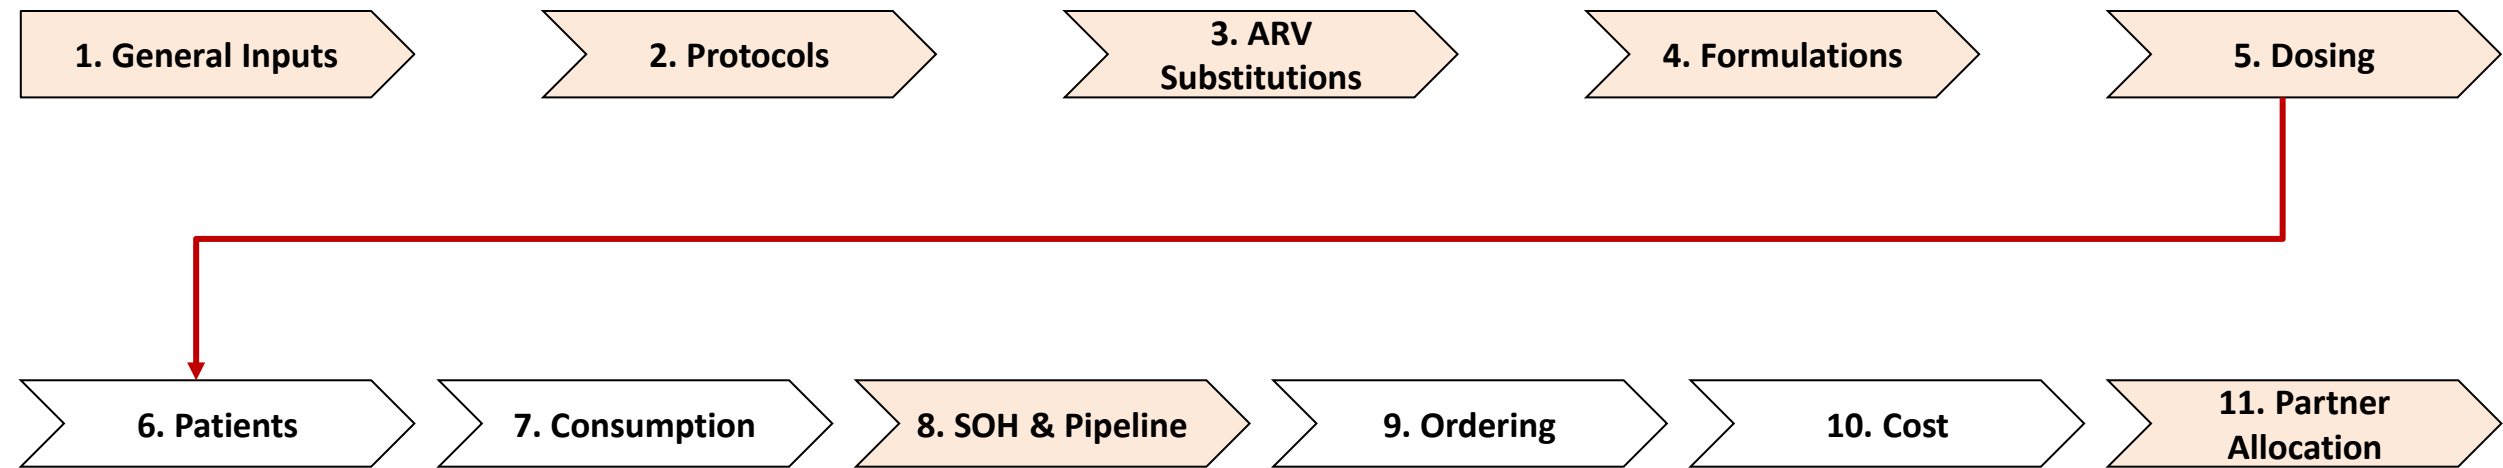 1. General Inputs
2. Protocols
3. ARV
Substitutions
4. Formulations
5. Dosing
6. Patients
7. Consumption
8. SOH & Pipeline
9. Ordering
10. Cost
11. Partner
Allocation